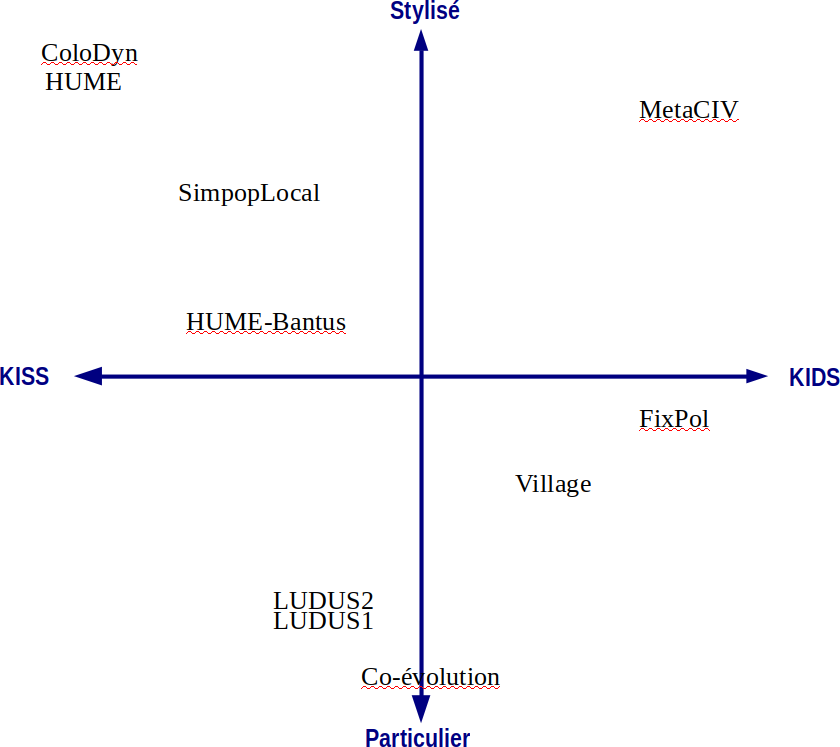 Stylisé
ColoDyn
HUME
MetaCIV
SimpopLocal
HUME-Bantus
KISS
KIDS
FixPol
Village
LUDUS2
LUDUS1
Co-évolution
Particulier